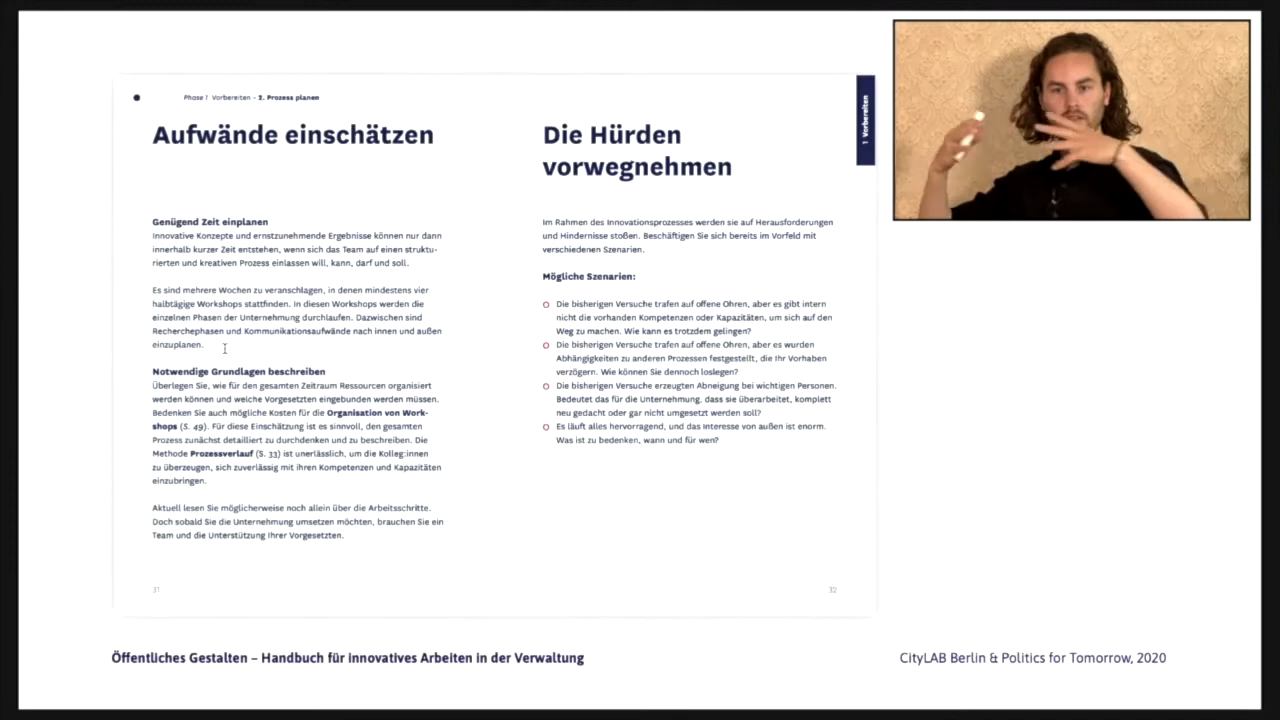 Phase 1 Vorbereiten – 2. Prozess planen
Aufwände einschätzen
Genügend Zeit einplanen
Innovative Konzepte und ernstzunehmende Ergebnisse können nur dann
innerhalb kurzer Zeit entstehen, wenn sich das Team auf einen struktu-
rierten und kreativen Prozess einlassen will, kann, darf und soll.
Es sind mehrere Wochen zu veranschlagen, in denen mindestens vier
halbtägige Workshops stattfinden. In diesen Workshops werden die
einzelnen Phasen der Unternehmung durchlaufen. Dazwischen sind
Recherchephasen und Kommunikationsaufwände nach innen und außen
einzuplanen.
Notwendige Grundlagen beschreiben
Überlegen Sie, wie für den gesamten Zeitraum Ressourcen organisiert
werden können und welche Vorgesetzten eingebunden werden müssen.
Bedenken Sie auch mögliche Kosten für die Organisation von Work-
shops (S. 49). Für diese Einschätzung ist es sinnvoll, den gesamten
Prozess zunächst detailliert zu durchdenken und zu beschreiben. Die
Methode Prozessverlauf (S. 33) ist unerlässlich, um die Kolleg:innen
zu überzeugen, sich zuverlässig mit ihren Kompetenzen und Kapazitäten
einzubringen.
Aktuell lesen Sie möglicherweise noch allein über die Arbeitsschritte.
Doch sobald Sie die Unternehmung umsetzen möchten, brauchen Sie ein
Team und die Unterstützung Ihrer Vorgesetzten.
31
Die Hürden
vorwegnehmen
Im Rahmen des Innovationsprozesses werden sie auf Herausforderungen
und Hindernisse stoßen. Beschäftigen Sie sich bereits im Vorfeld mit
verschiedenen Szenarien.
Mögliche Szenarien:
Die bisherigen Versuche trafen auf offene Ohren, aber es gibt intern
nicht die vorhanden Kompetenzen oder Kapazitäten, um sich auf den
Weg zu machen. Wie kann es trotzdem gelingen?
Die bisherigen Versuche trafen auf offene Ohren, aber es wurden
Abhängigkeiten zu anderen Prozessen festgestellt, die Ihr Vorhaben
verzögern. Wie können Sie dennoch loslegen?
Die bisherigen Versuche erzeugten Abneigung bei wichtigen Personen.
Bedeutet das für die Unternehmung, dass sie überarbeitet, komplett
neu gedacht oder gar nicht umgesetzt werden soll?
Es läuft alles hervorragend, und das Interesse von außen ist enorm.
Was ist zu bedenken, wann und für wen?
32
1 Vorbereiten
Öffentliches Gestalten – Handbuch für innovatives Arbeiten in der Verwaltung
CityLAB Berlin & Politics for Tomorrow, 2020